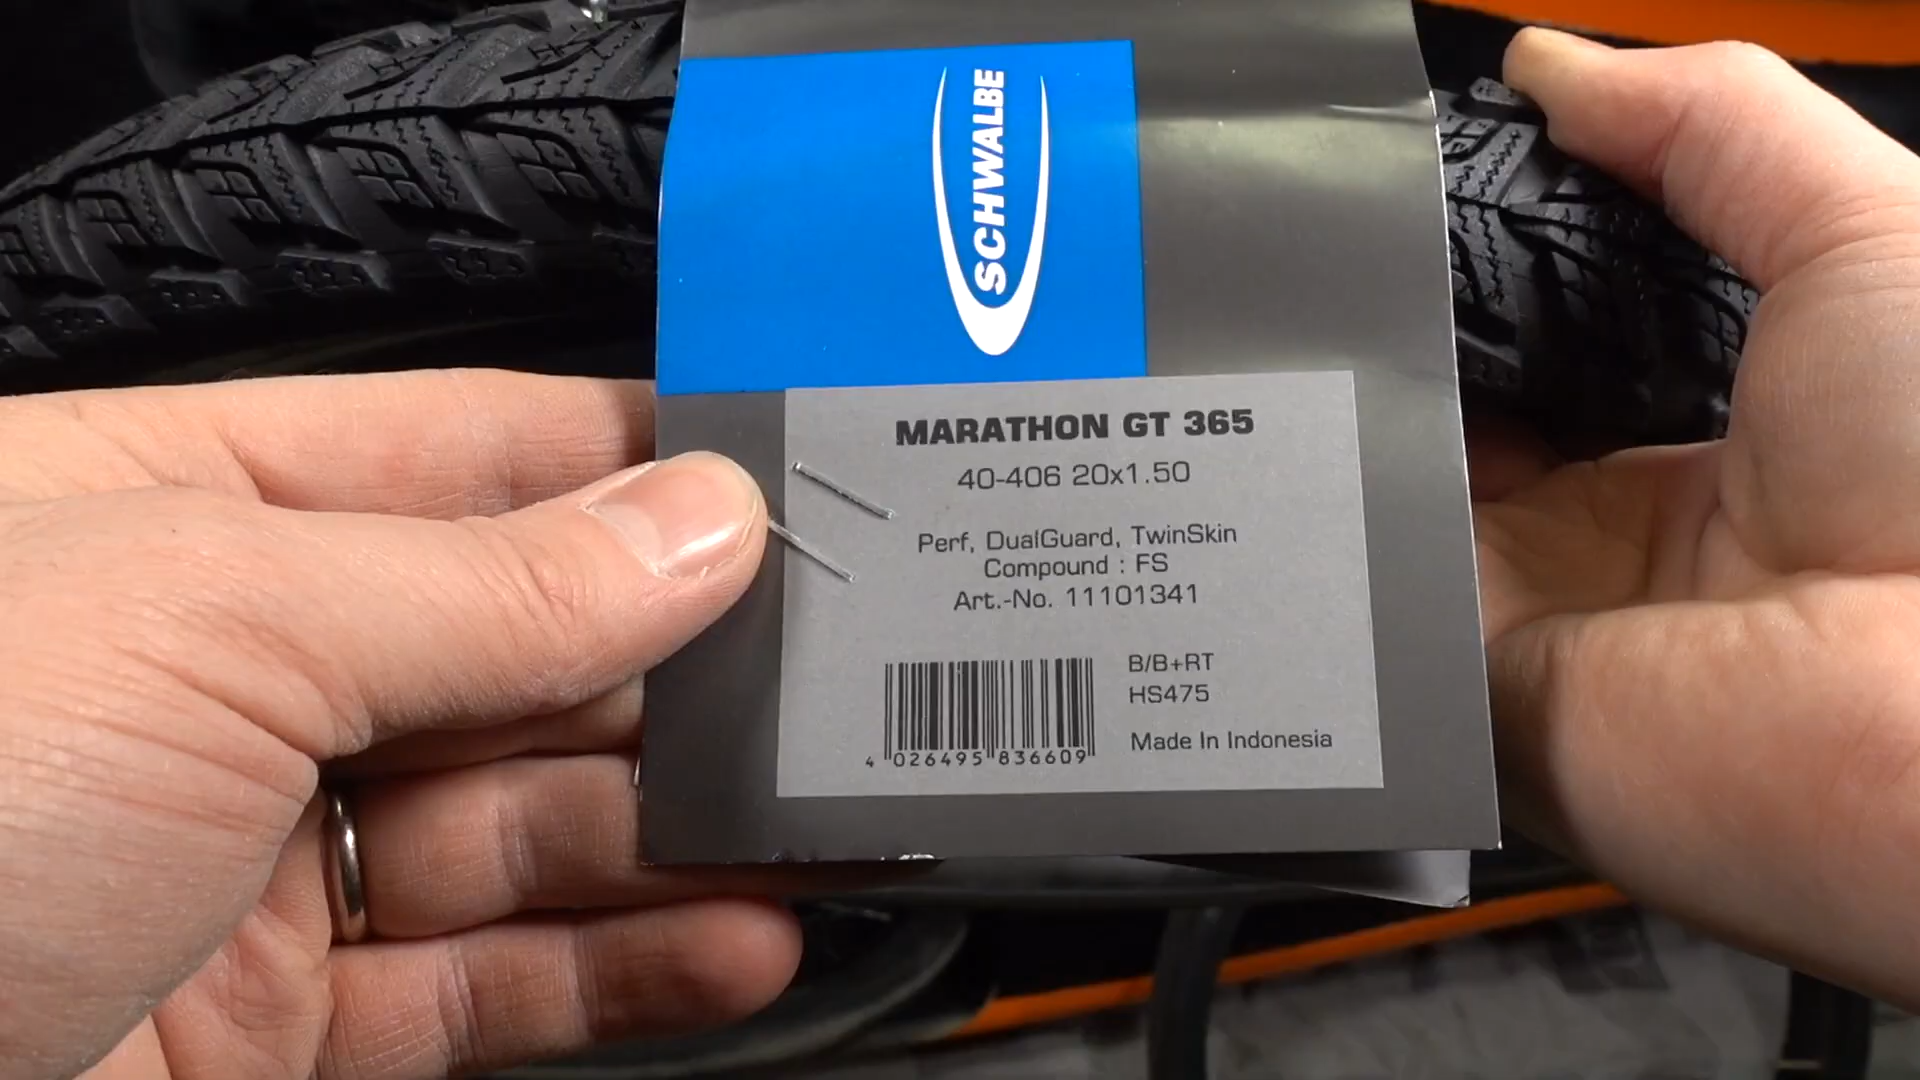 SCHWALBE
MARATHON GT 365
40-406 20x1.50
Perf, DualGuard, TwinSkin
Compound : FS
Art.-No. 11101341
B/B+RT
HS475
Made In Indonesia
4 026495 836609